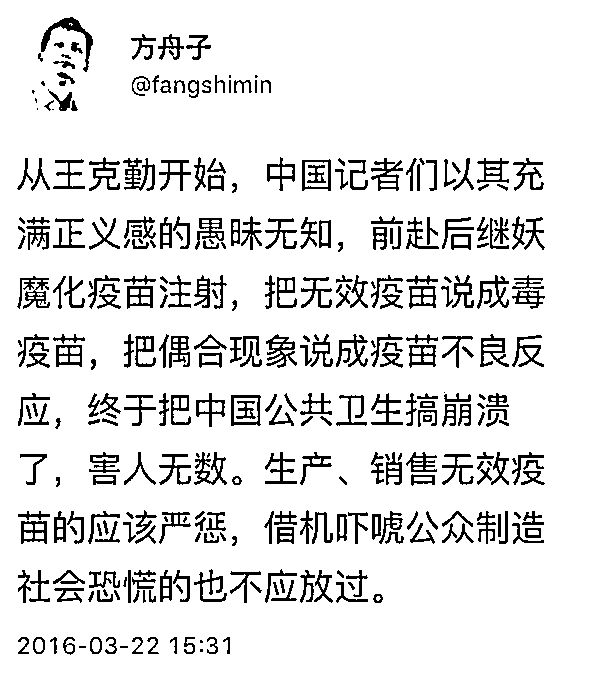 方舟子
@fangshimin
从王克勤开始，中国记者们以其充
满正义感的愚昧无知，前赴后继妖
魔化疫苗注射，把无效疫苗说成毒
疫苗，把偶合现象说成疫苗不良反
应，终于把中国公共卫生搞崩溃
了，害人无数。生产、销售无效疫
苗的应该严惩，借机吓唬公众制造
社会恐慌的也不应放过。
2016-03-22 15:31